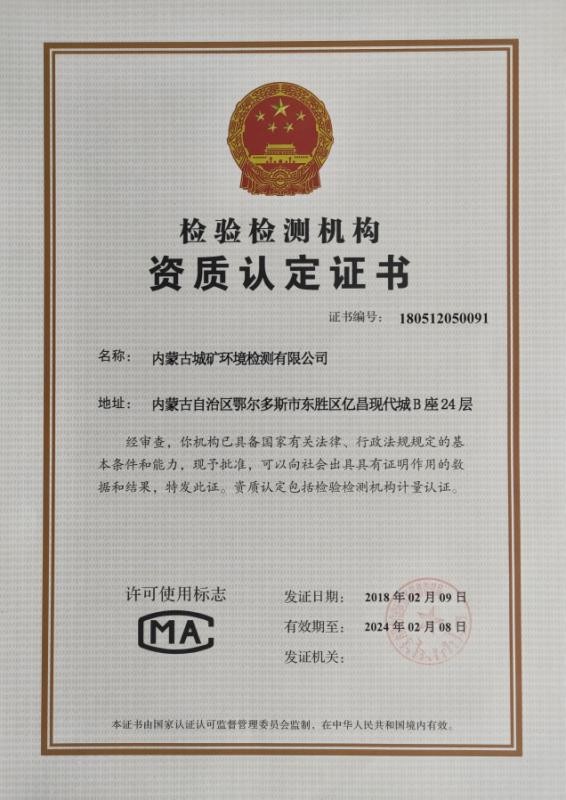 检验检测机构
资质认定证书
证书编号: 180512050091
名称: 内蒙古城矿环境检测有限公司
地址: 内蒙古自治区鄂尔多斯市东胜区亿昌现代城B座24层
经审查,你机构已具备国家有关法律、行政法规规定的基
本条件和能力,现予批准,可以向社会出具具有证明作用的数
据和结果,特发此证。资质认定包括检验检测机构计量认证。
许可使用标志
MA
发证日期: 2018年02月09日
有效期至: 2024年02月08日
发证机关:
本证书由国家认证认可监督管理委员会监制,在中华人民共和国境内有效。